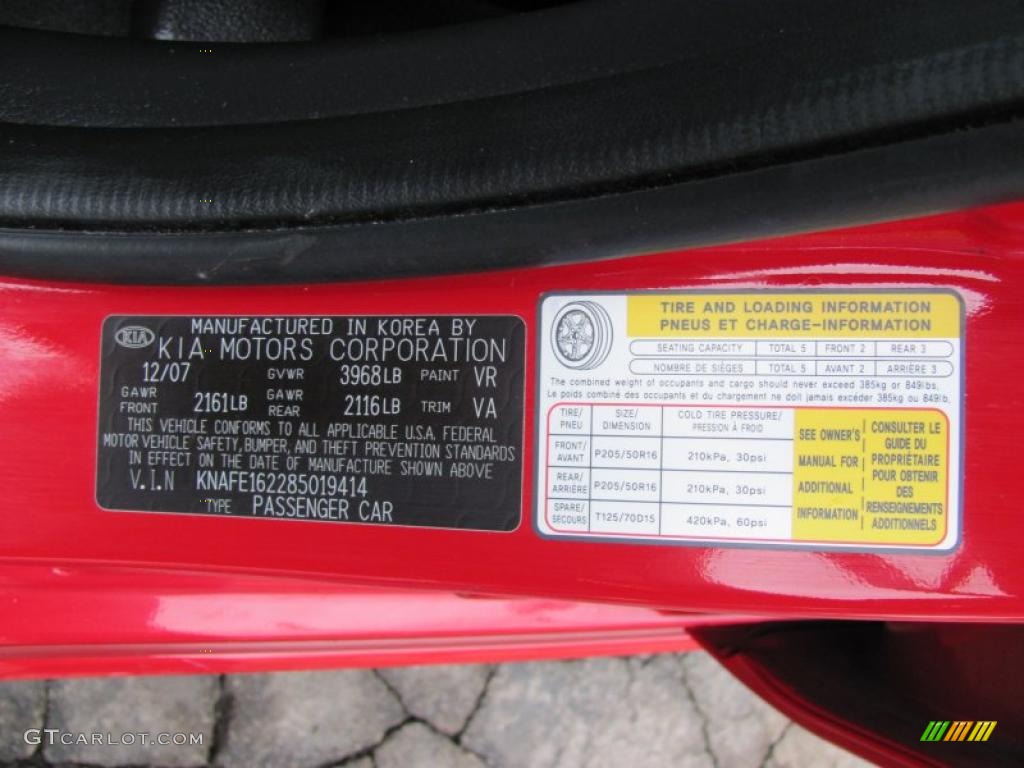 KIA
MANUFACTURED IN KOREA BY
KIA MOTORS CORPORATION
12/07 GVWR 3968LB PAINT VR
GAWR FRONT 2161LB GAWR REAR 2116LB TRIM VA
THIS VEHICLE CONFORMS TO ALL APPLICABLE U.S.A. FEDERAL
MOTOR VEHICLE SAFETY, BUMPER, AND THEFT PREVENTION STANDARDS
IN EFFECT ON THE DATE OF MANUFACTURE SHOWN ABOVE
V.I.N KNAFE162285019414
TYPE PASSENGER CAR
TIRE AND LOADING INFORMATION
PNEUS ET CHARGE-INFORMATION
SEATING CAPACITY TOTAL 5 FRONT 2 REAR 3
NOMBRE DE SIÈGES TOTAL 5 AVANT 2 ARRIÈRE 3
The combined weight of occupants and cargo should never exceed 385kg or 849lbs,
Le poids combiné des occupants et du chargement ne doit jamais excéder 385kg ou 849lb,
TIRE/ PNEU SIZE/ DIMENSION COLD TIRE PRESSURE/ PRESSION À FROID
FRONT/ AVANT P205/50R16 210kPa, 30psi
REAR/ ARRIÈRE P205/50R16 210kPa, 30psi
SPARE/ SECOURS T125/70D15 420kPa, 60psi
SEE OWNER'S
MANUAL FOR
ADDITIONAL
INFORMATION
CONSULTER LE
GUIDE DU
PROPRIÉTAIRE
POUR OBTENIR
DES
RENSEIGNEMENTS
ADDITIONNELS
GTCARLOT.COM